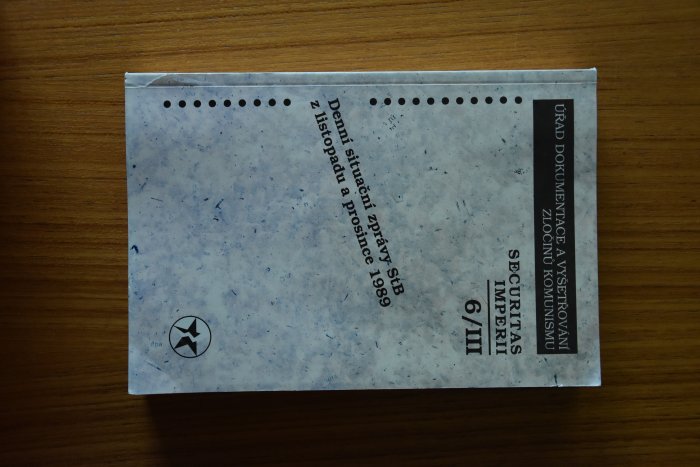 ÚŘAD DOKUMENTACE A VYŠETŘOVÁNÍ
ZLOČINŮ KOMUNISMU
SECURITAS
IMPERII
6/III
Denní situační zprávy StB
z listopadu a prosince 1989